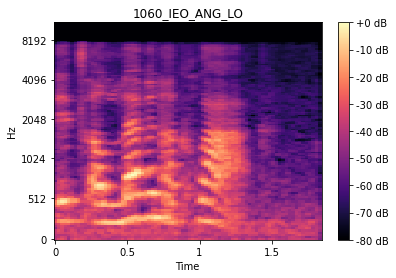 1060_IEO_ANG_LO
+0 dB
8192
-10 dB
4096
-20 dB
-30 dB
2048
Hz
-40 dB
1024
-50 dB
-60 dB
512
-70 dB
0
-80 dB
0
0.5
1
1.5
Time